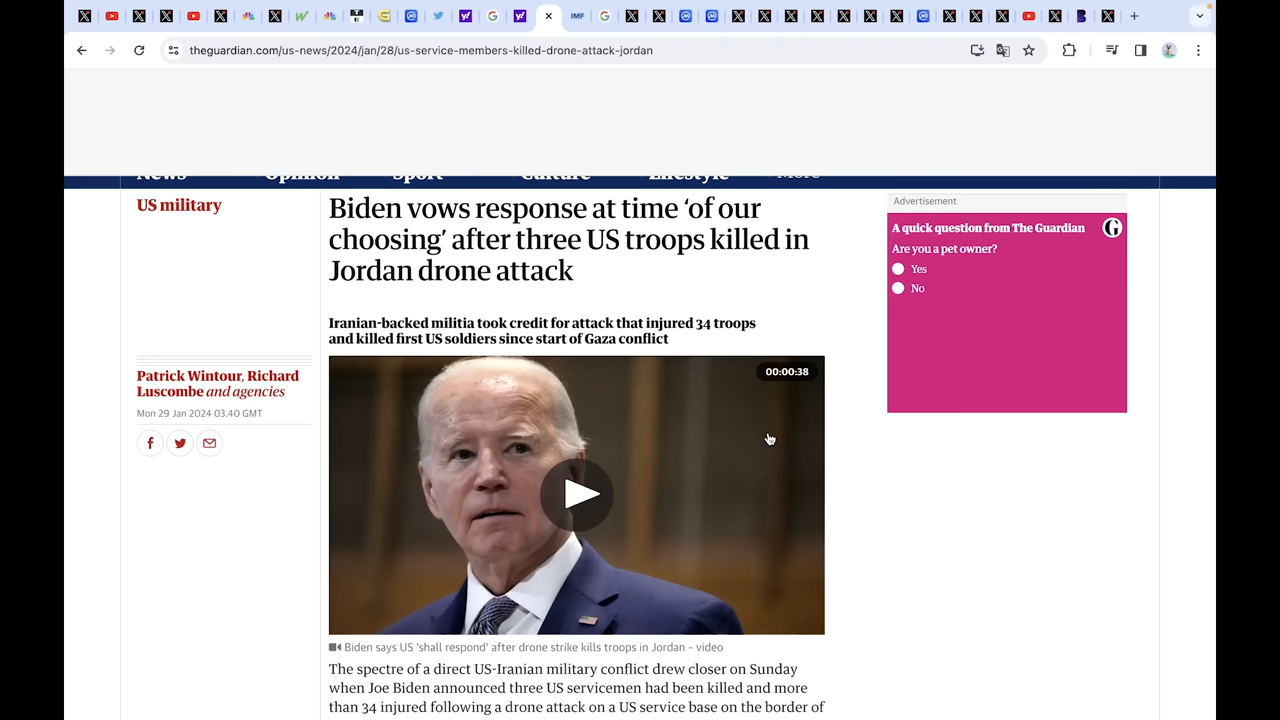 IMF
theguardian.com/us-news/2024/jan/28/us-service-members-killed-drone-attack-jordan
News Opinion Sport Culture Lifestyle More
US military
Biden vows response at time ‘of our
choosing’ after three US troops killed in
Jordan drone attack
Iranian-backed militia took credit for attack that injured 34 troops
and killed first US soldiers since start of Gaza conflict
Patrick Wintour, Richard
Luscombe and agencies
Mon 29 Jan 2024 03.40 GMT
00:00:38
Biden says US 'shall respond' after drone strike kills troops in Jordan – video
The spectre of a direct US-Iranian military conflict drew closer on Sunday
when Joe Biden announced three US servicemen had been killed and more
than 34 injured following a drone attack on a US service base on the border of
Advertisement
A quick question from The Guardian
G
Are you a pet owner?
Yes
No